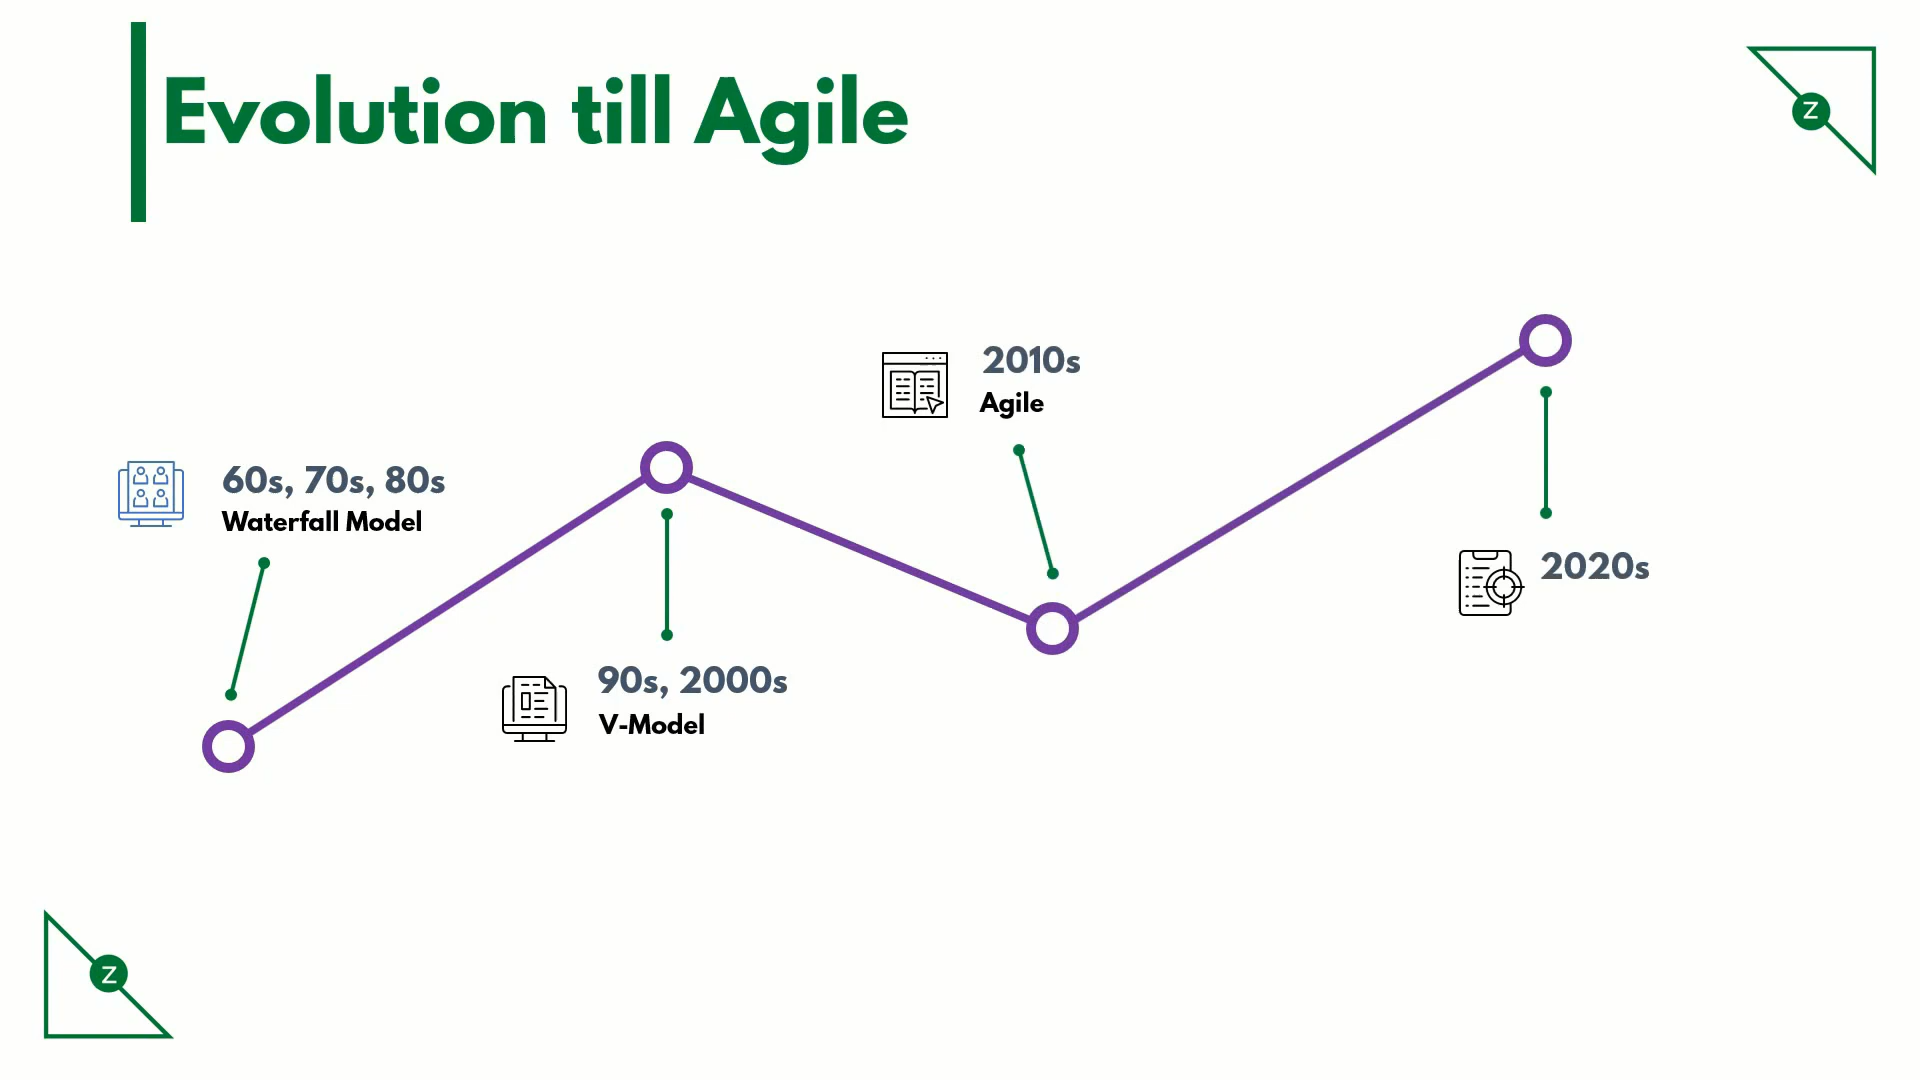 Evolution till Agile
Z
60s, 70s, 80s
Waterfall Model
90s, 2000s
V-Model
2010s
Agile
2020s
Z